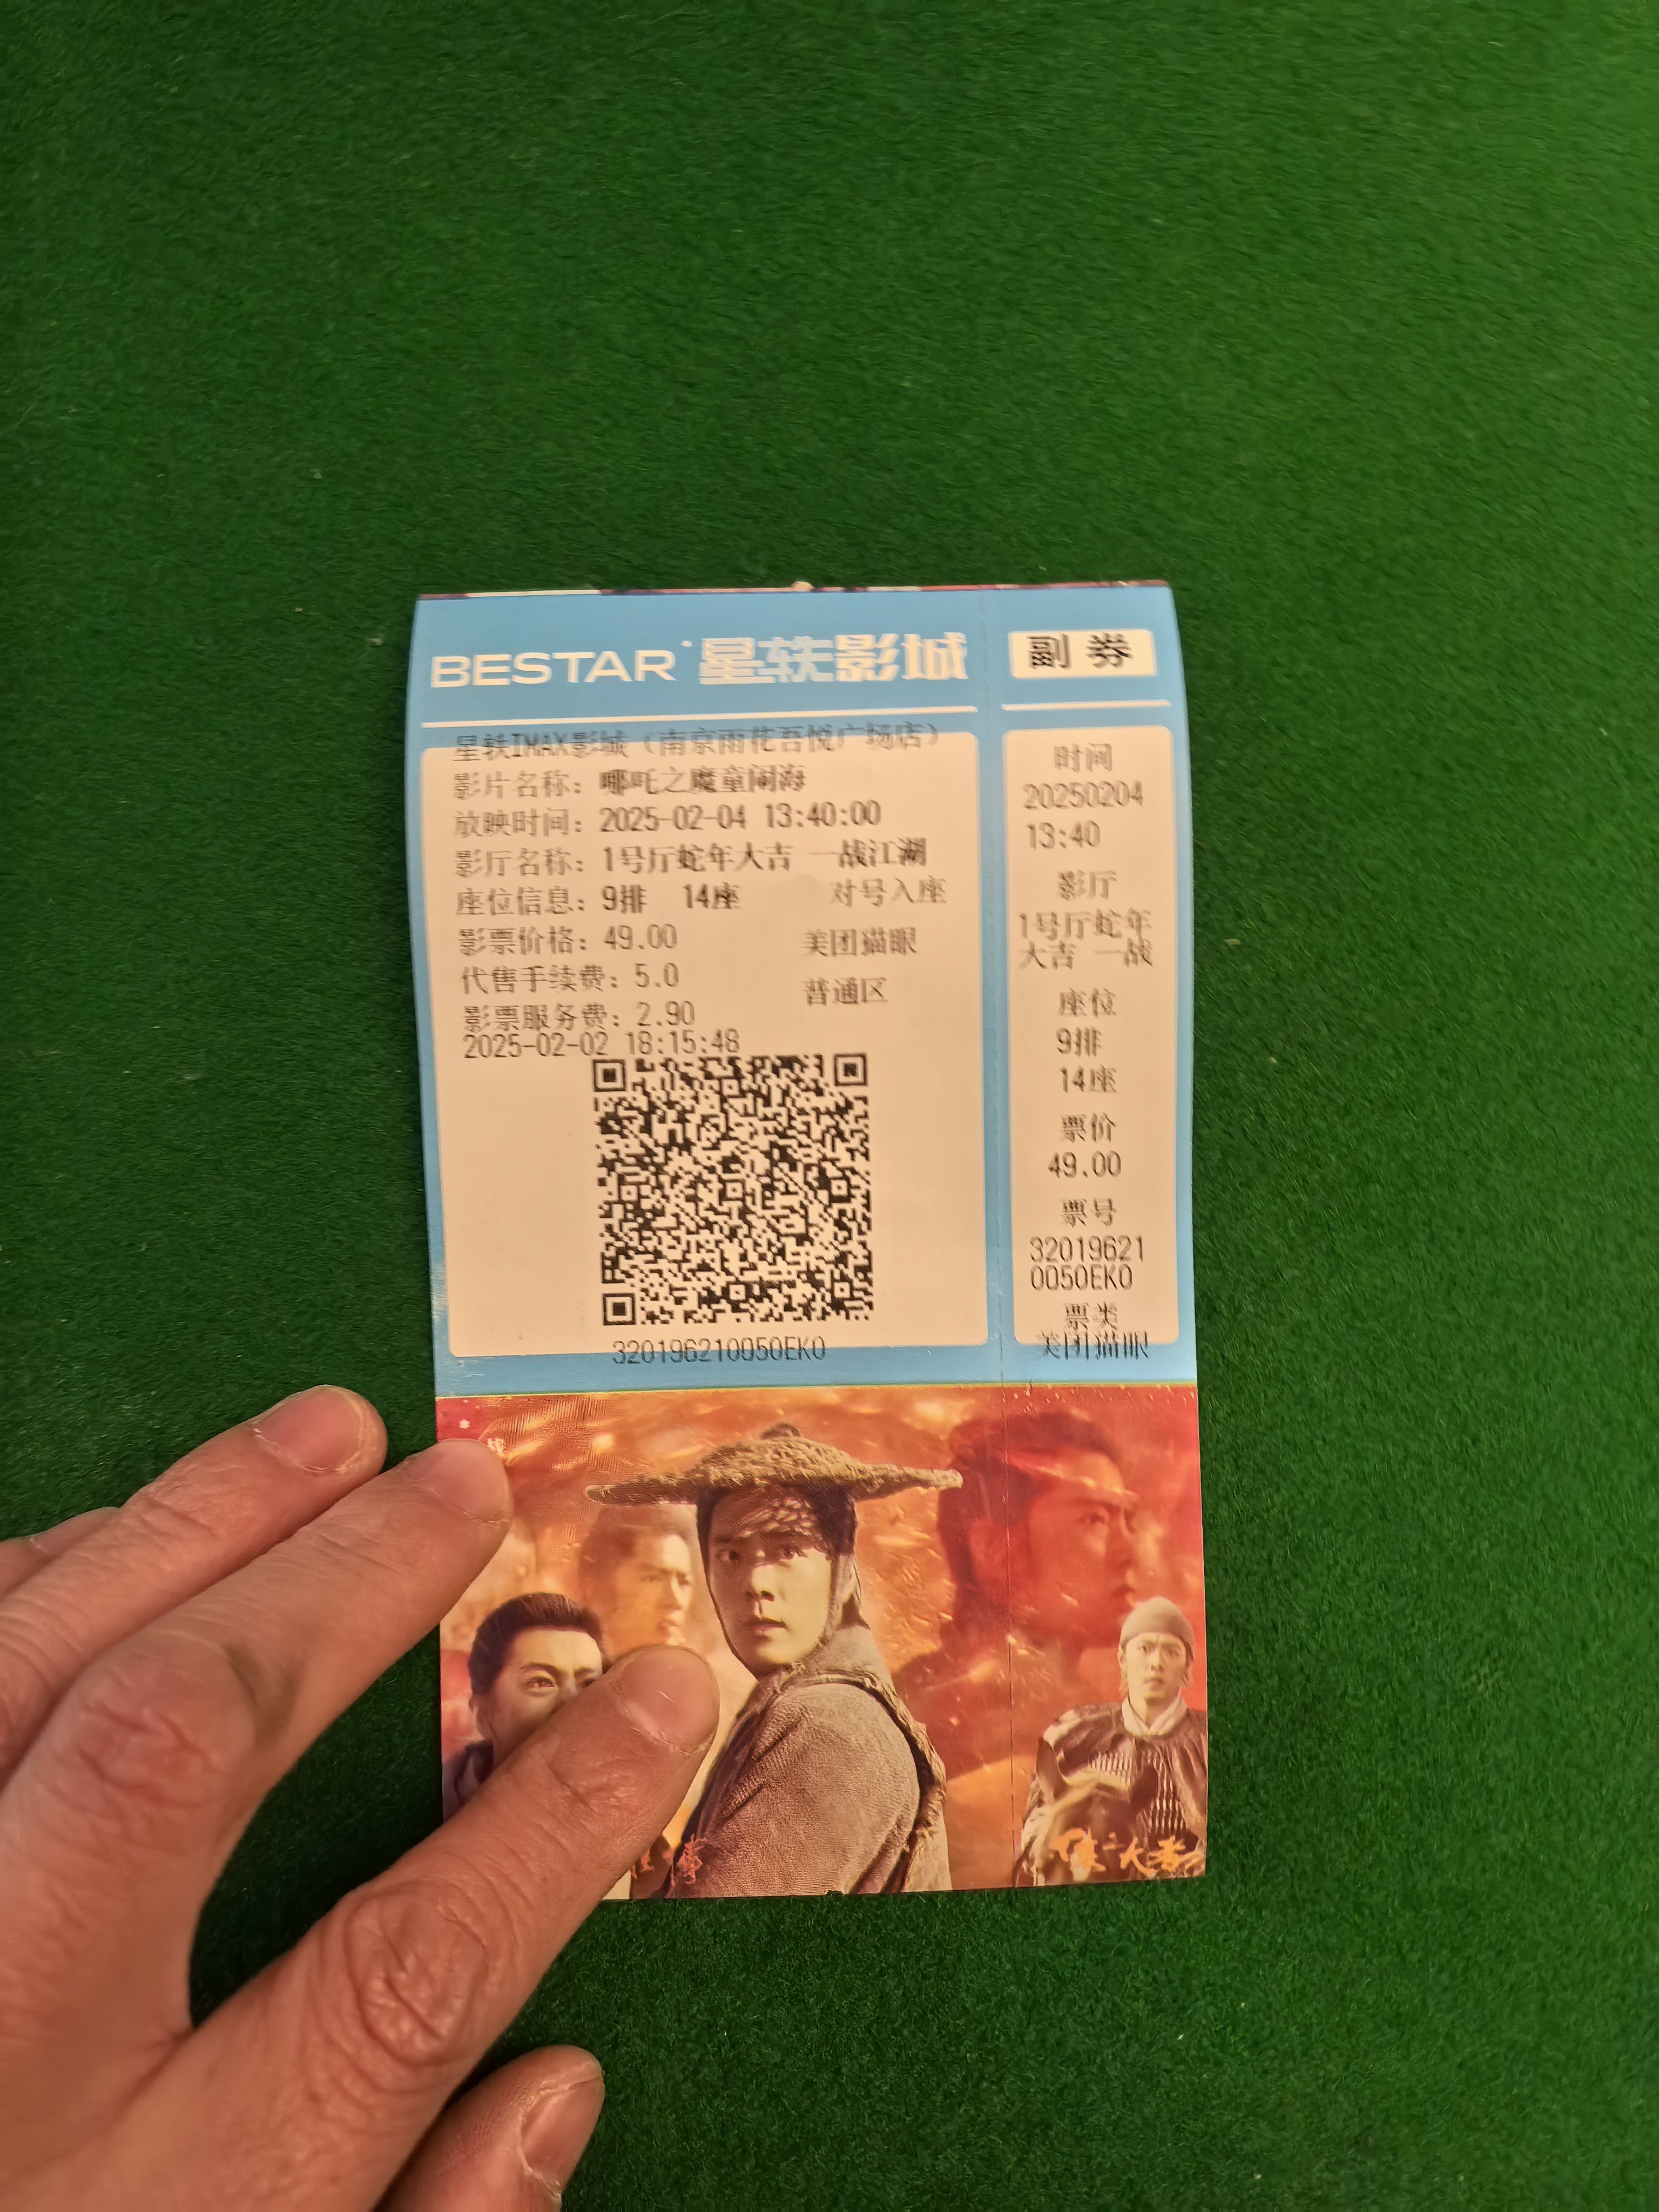 BESTAR 星轶影城
星轶IMAX影城（南京雨花吾悦广场店）
影片名称：哪吒之魔童闹海
放映时间：2025-02-04 13:40:00
影厅名称：1号厅蛇年大吉 一战江湖
座位信息：9排 14座 对号入座
影票价格：49.00 美团猫眼
代售手续费：5.0 普通区
影票服务费：2.90
2025-02-02 18:15:48
320196210050EK0
副券
时间
20250204
13:40
影厅
1号厅蛇年
大吉 一战
座位
9排
14座
票价
49.00
票号
32019621
0050EK0
票类
美团猫眼
侠之大者